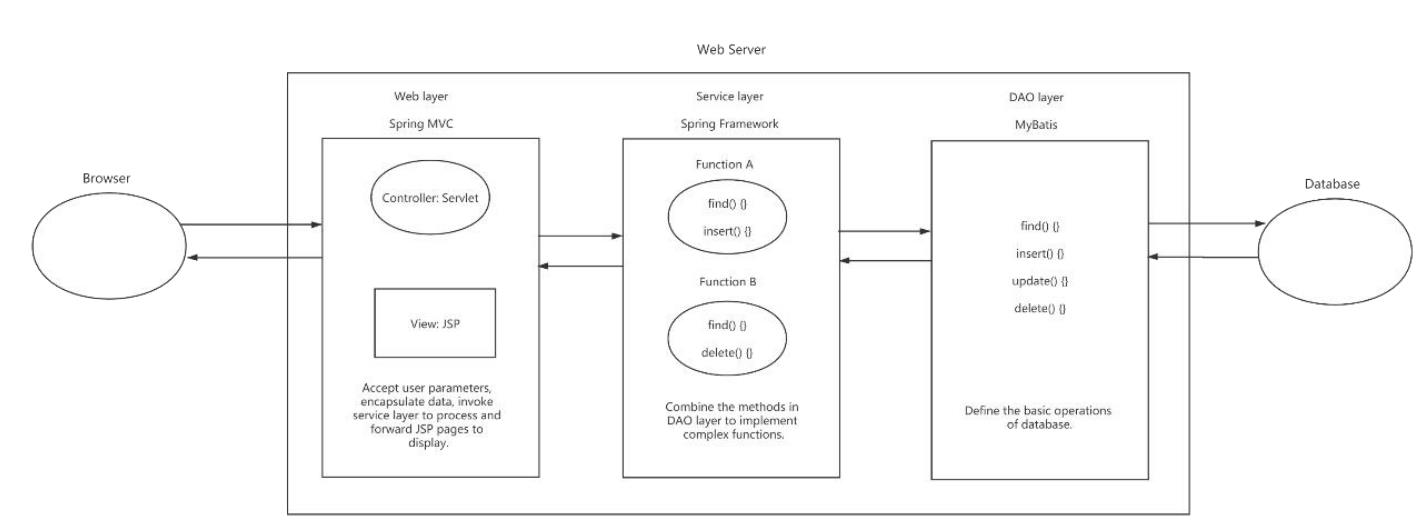 Web Server
Web layer
Spring MVC
Service layer
Spring Framework
DAO layer
MyBatis
Browser
Controller: Servlet
View: JSP
Accept user parameters,
encapsulate data, invoke
service layer to process and
forward JSP pages to
display.
Function A
find() {}
insert() {}
Function B
find() {}
delete() {}
Combine the methods in
DAO layer to implement
complex functions.
find() {}
insert() {}
update() {}
delete() {}
Define the basic operations
of database.
Database